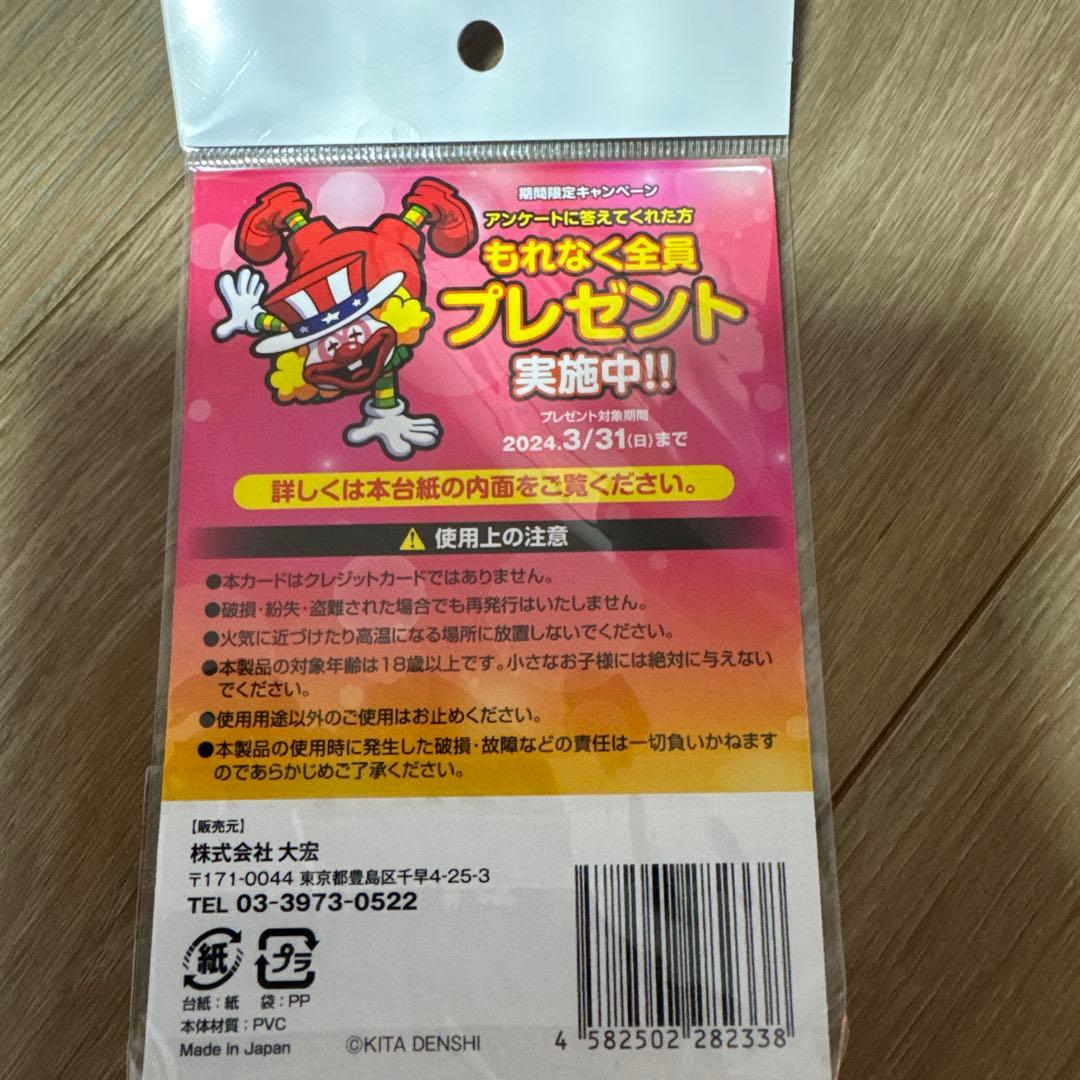 期間限定キャンペーン
アンケートに答えてくれた方
もれなく全員
プレゼント
実施中!!
プレゼント対象期間
2024.3/31(日)まで
詳しくは本台紙の内面をご覧ください。
使用上の注意
●本カードはクレジットカードではありません。
●破損・紛失・盗難された場合でも再発行はいたしません。
●火気に近づけたり高温になる場所に放置しないでください。
●本製品の対象年齢は18歳以上です。小さなお子様には絶対に与えない
でください。
●使用用途以外のご使用はお止めください。
●本製品の使用時に発生した破損・故障などの責任は一切負いかねます
のであらかじめご了承ください。
【販売元】
株式会社 大宏
〒171-0044 東京都豊島区千早4-25-3
TEL 03-3973-0522
紙 プラ
台紙:紙 袋:PP
本体材質:PVC
Made in Japan
©KITA DENSHI
4 582502 282338